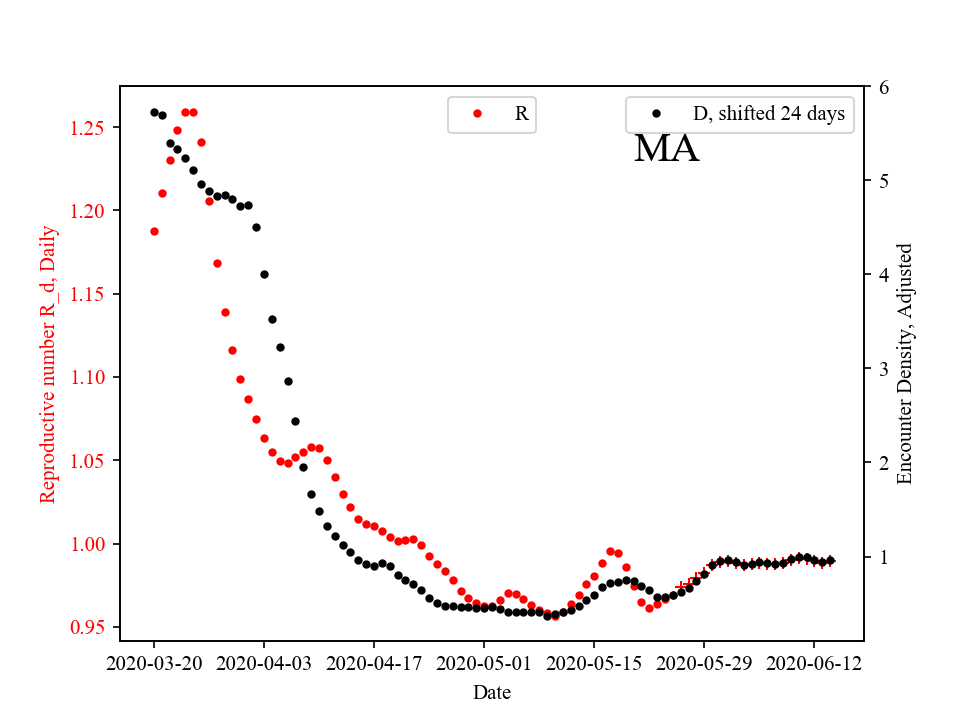 R
D, shifted 24 days
MA
Reproductive number R_d, Daily
1.25
1.20
1.15
1.10
1.05
1.00
0.95
6
5
4
3
2
1
Encounter Density, Adjusted
2020-03-20 2020-04-03 2020-04-17 2020-05-01 2020-05-15 2020-05-29 2020-06-12
Date